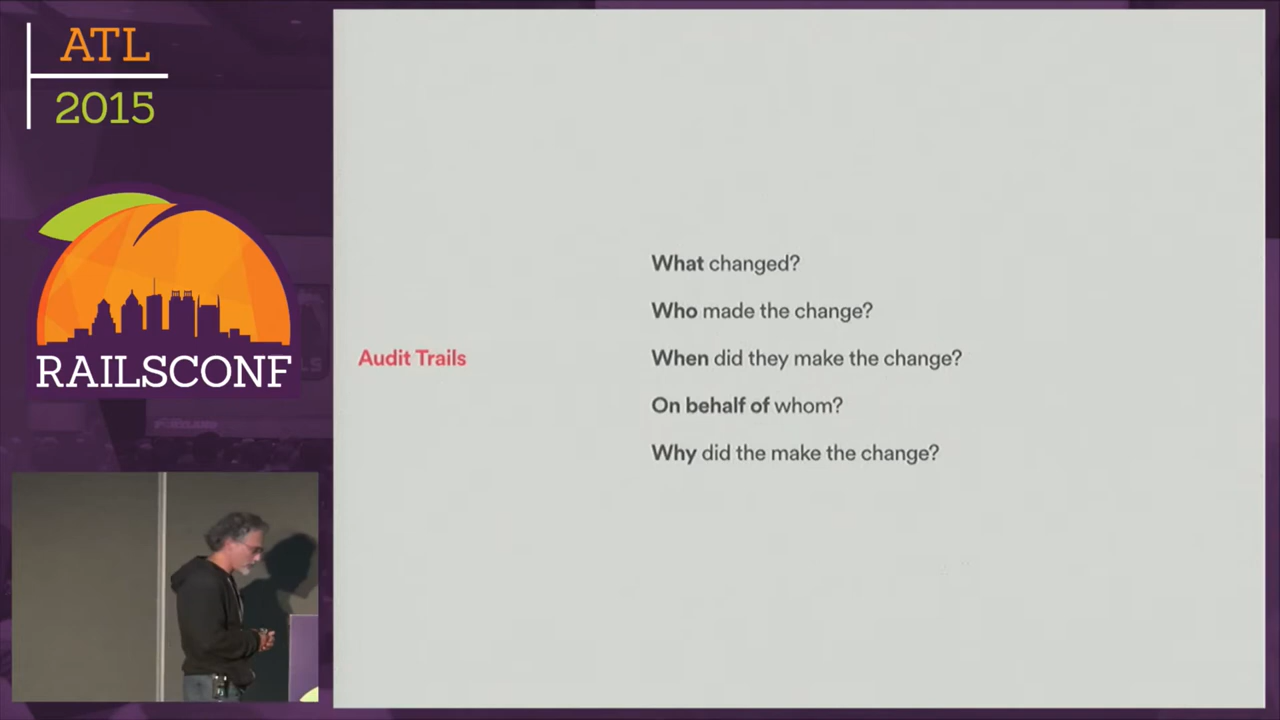 ATL
2015
RAILSCONF
Audit Trails
What changed?
Who made the change?
When did they make the change?
On behalf of whom?
Why did the make the change?